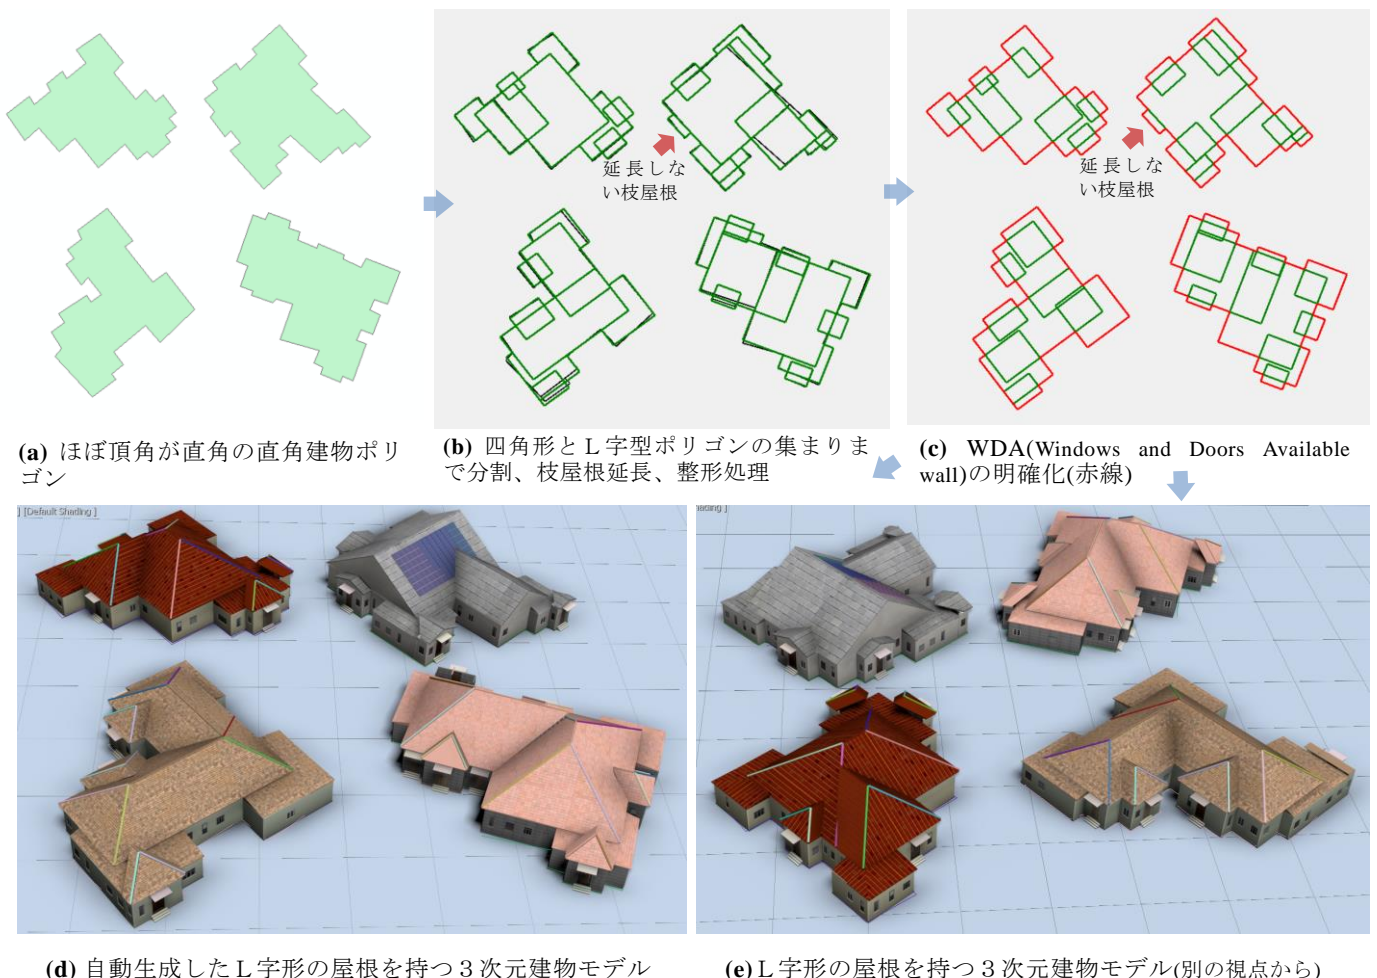 延長しな
い枝屋根
延長しな
い枝屋根
(a) ほぼ頂角が直角の直角建物ポリ
ゴン
(b) 四角形とＬ字型ポリゴンの集まりま
で分割、枝屋根延長、整形処理
(c) WDA(Windows and Doors Available
wall)の明確化(赤線)
] [Default Shading ]
ading ]
(d) 自動生成したＬ字形の屋根を持つ３次元建物モデル
(e)Ｌ字形の屋根を持つ３次元建物モデル(別の視点から)